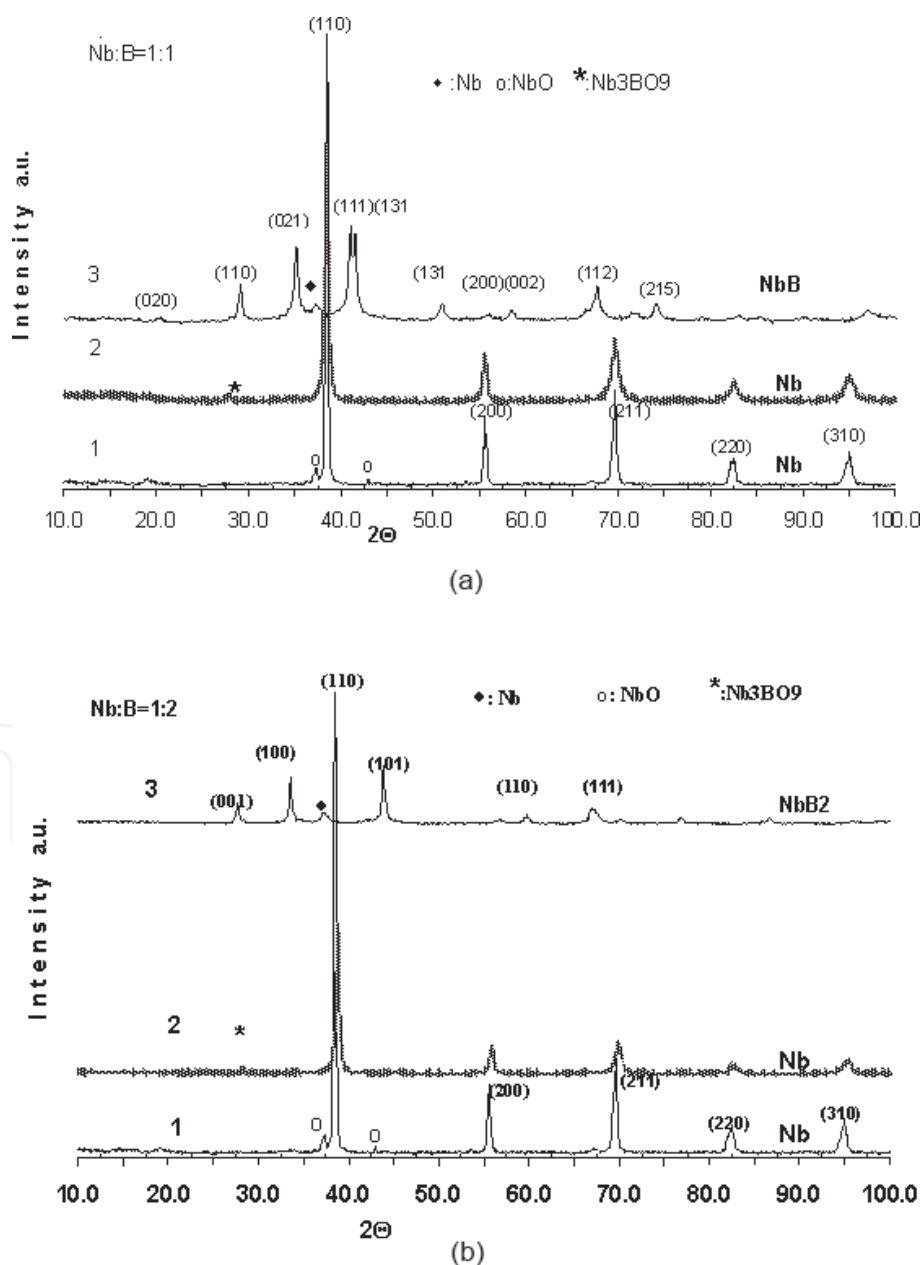 (110)
Nb:B=1:1
♦ :Nb o:NbO *:Nb3BO9
Intensity a.u.
(021) (111)(131
3 (110) (131 (200)(002) (112) (215) NbB
(020)
2
* Nb
(200) (211)
1 o o (220) (310)
Nb
10.0 20.0 30.0 40.0 50.0 60.0 70.0 80.0 90.0 100.0
2Θ
(a)
(110)
Nb:B=1:2 ♦: Nb o: NbO *:Nb3BO9
(100) (101)
3 (001) (110) (111) NbB2
Intensity a.u.
2 * Nb
(200) (211)
1 o o (220) (310)
Nb
10.0 20.0 30.0 40.0 50.0 60.0 70.0 80.0 90.0 100.0
2Θ
(b)